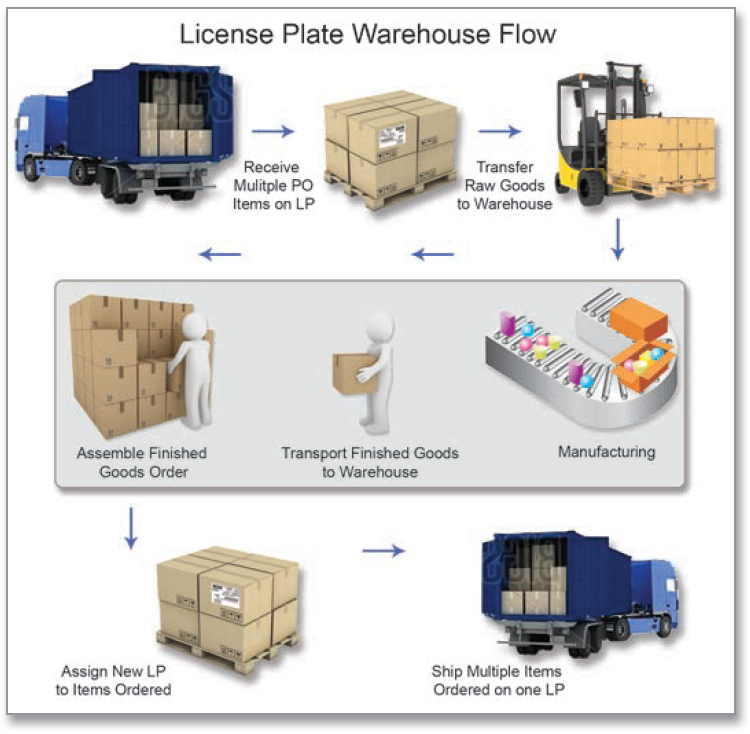 License Plate Warehouse Flow
Receive
Mulitple PO
Items on LP
Transfer
Raw Goods
to Warehouse
Assemble Finished
Goods Order
Transport Finished Goods
to Warehouse
Manufacturing
Assign New LP
to Items Ordered
Ship Multiple Items
Ordered on one LP